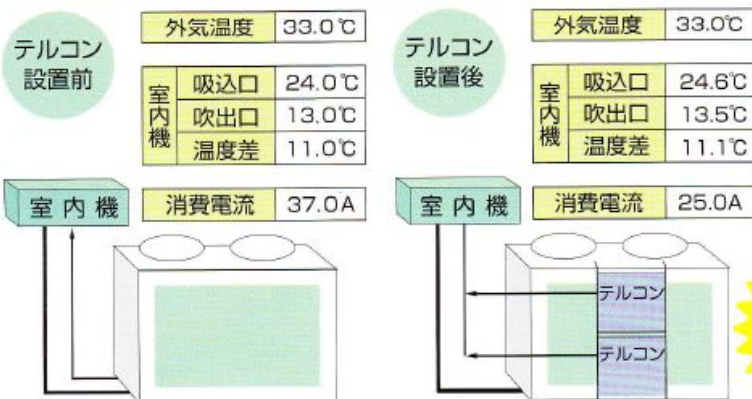 テルコン
設置前
外気温度 33.0℃
室内機
吸込口 24.0℃
吹出口 13.0℃
温度差 11.0℃
室内機
消費電流 37.0A
テルコン
設置後
外気温度 33.0℃
室内機
吸込口 24.6℃
吹出口 13.5℃
温度差 11.1℃
室内機
消費電流 25.0A
テルコン
テルコン